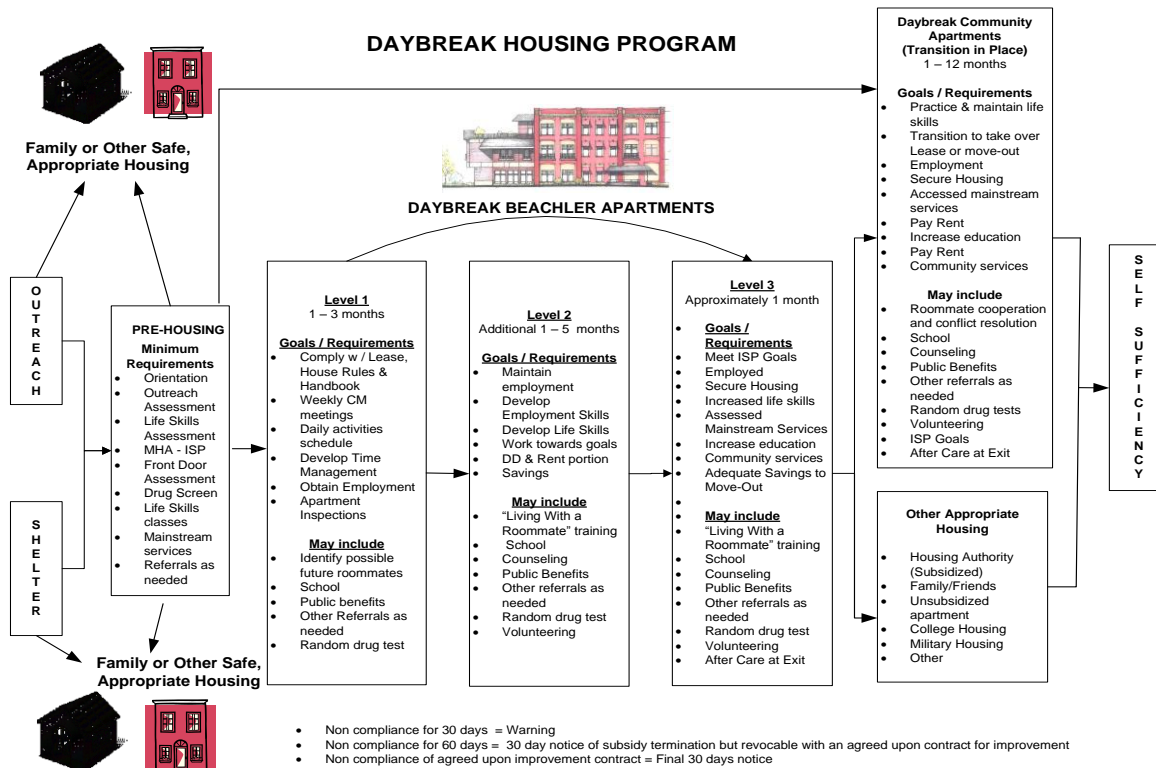 DAYBREAK HOUSING PROGRAM
Family or Other Safe,
Appropriate Housing
DAYBREAK BEACHLER APARTMENTS
OUTREACH
SHELTER
PRE-HOUSING
Minimum
Requirements
• Orientation
• Outreach
Assessment
• Life Skills
Assessment
• MHA - ISP
• Front Door
Assessment
• Drug Screen
• Life Skills
classes
• Mainstream
services
• Referrals as
needed
Family or Other Safe,
Appropriate Housing
Level 1
1 – 3 months
Goals / Requirements
• Comply w / Lease,
House Rules &
Handbook
• Weekly CM
meetings
• Daily activities
schedule
• Develop Time
Management
• Obtain Employment
• Apartment
Inspections
May include
• Identify possible
future roommates
• School
• Public benefits
• Other Referrals as
needed
• Random drug test
Level 2
Additional 1 – 5 months
Goals / Requirements
• Maintain
employment
• Develop
Employment Skills
• Develop Life Skills
• Work towards goals
• DD & Rent portion
• Savings
May include
• “Living With a
Roommate” training
• School
• Counseling
• Public Benefits
• Other referrals as
needed
• Random drug test
• Volunteering
Level 3
Approximately 1 month
• Goals /
Requirements
• Meet ISP Goals
• Employed
• Secure Housing
• Increased life skills
• Assessed
Mainstream Services
• Increase education
• Community services
• Adequate Savings to
Move-Out
•
• May include
• “Living With a
Roommate” training
• School
• Counseling
• Public Benefits
• Other referrals as
needed
• Random drug test
• Volunteering
• After Care at Exit
Daybreak Community
Apartments
(Transition in Place)
1 – 12 months
Goals / Requirements
• Practice & maintain life
skills
• Transition to take over
Lease or move-out
• Employment
• Secure Housing
• Accessed mainstream
services
• Pay Rent
• Increase education
• Pay Rent
• Community services
May include
• Roommate cooperation
and conflict resolution
• School
• Counseling
• Public Benefits
• Other referrals as
needed
• Random drug tests
• Volunteering
• ISP Goals
• After Care at Exit
Other Appropriate
Housing
• Housing Authority
(Subsidized)
• Family/Friends
• Unsubsidized
apartment
• College Housing
• Military Housing
• Other
SELF SUFFICIENCY
• Non compliance for 30 days = Warning
• Non compliance for 60 days = 30 day notice of subsidy termination but revocable with an agreed upon contract for improvement
• Non compliance of agreed upon improvement contract = Final 30 days notice